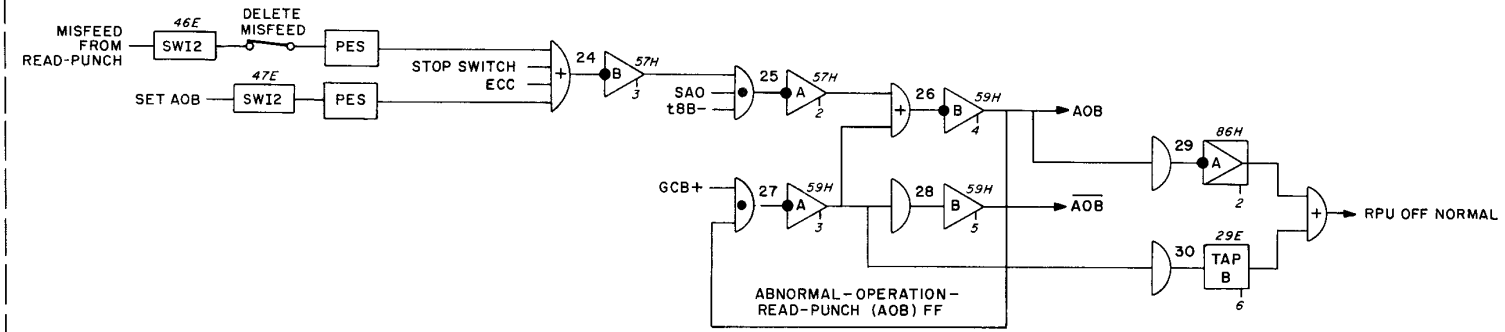 46E
DELETE
MISFEED
MISFEED
FROM
READ-PUNCH
SWI2
PES
47E
SET AOB
SWI2
PES
STOP SWITCH
ECC
+
24
B
57H
3
SAO
t8B-
•
25
A
57H
2
+
26
B
59H
4
AOB
GCB+
•
27
A
59H
3
28
B
59H
5
AOB
29
86H
A
2
30
29E
TAP
B
6
+
RPU OFF NORMAL
ABNORMAL-OPERATION-
READ-PUNCH (AOB) FF